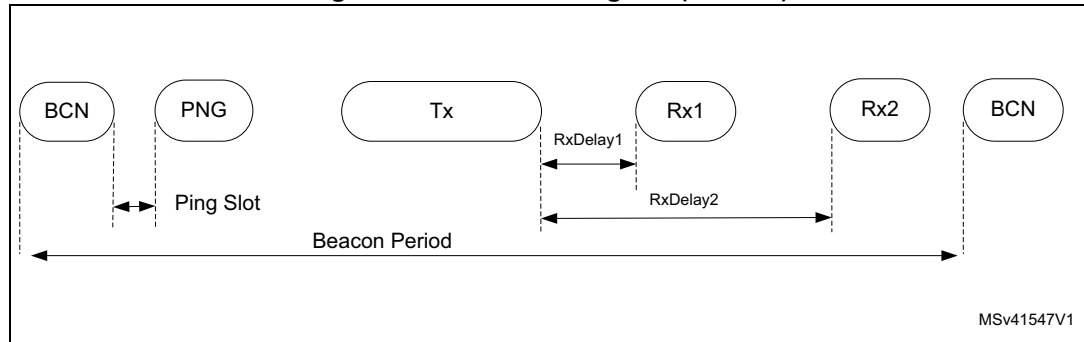 BCN PNG Tx Rx1 Rx2 BCN
RxDelay1
Ping Slot RxDelay2
Beacon Period
MSv41547V1